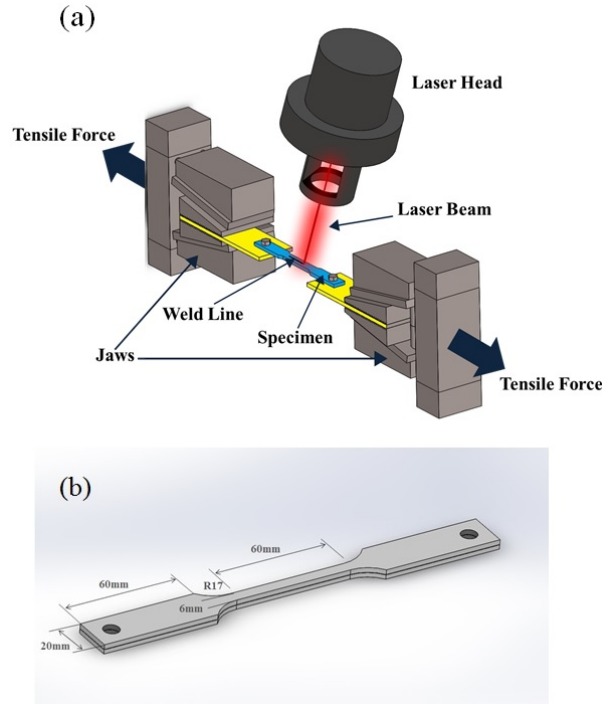 (a)
Laser Head
Tensile Force
Laser Beam
Weld Line
Specimen
Jaws
Tensile Force
(b)
60mm
60mm
R17
6mm
20mm